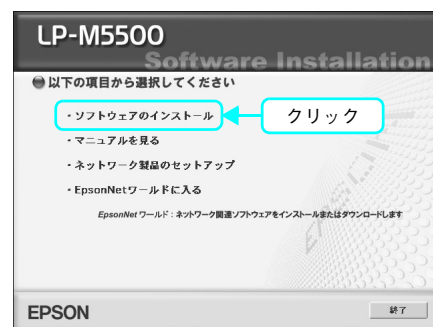 LP-M5500
Software Installation
以下の項目から選択してください
・ソフトウェアのインストール
クリック
・マニュアルを見る
・ネットワーク製品のセットアップ
・EpsonNetワールドに入る
EpsonNet ワールド：ネットワーク関連ソフトウェアをインストールまたはダウンロードします
EPSON
EPSON
終了